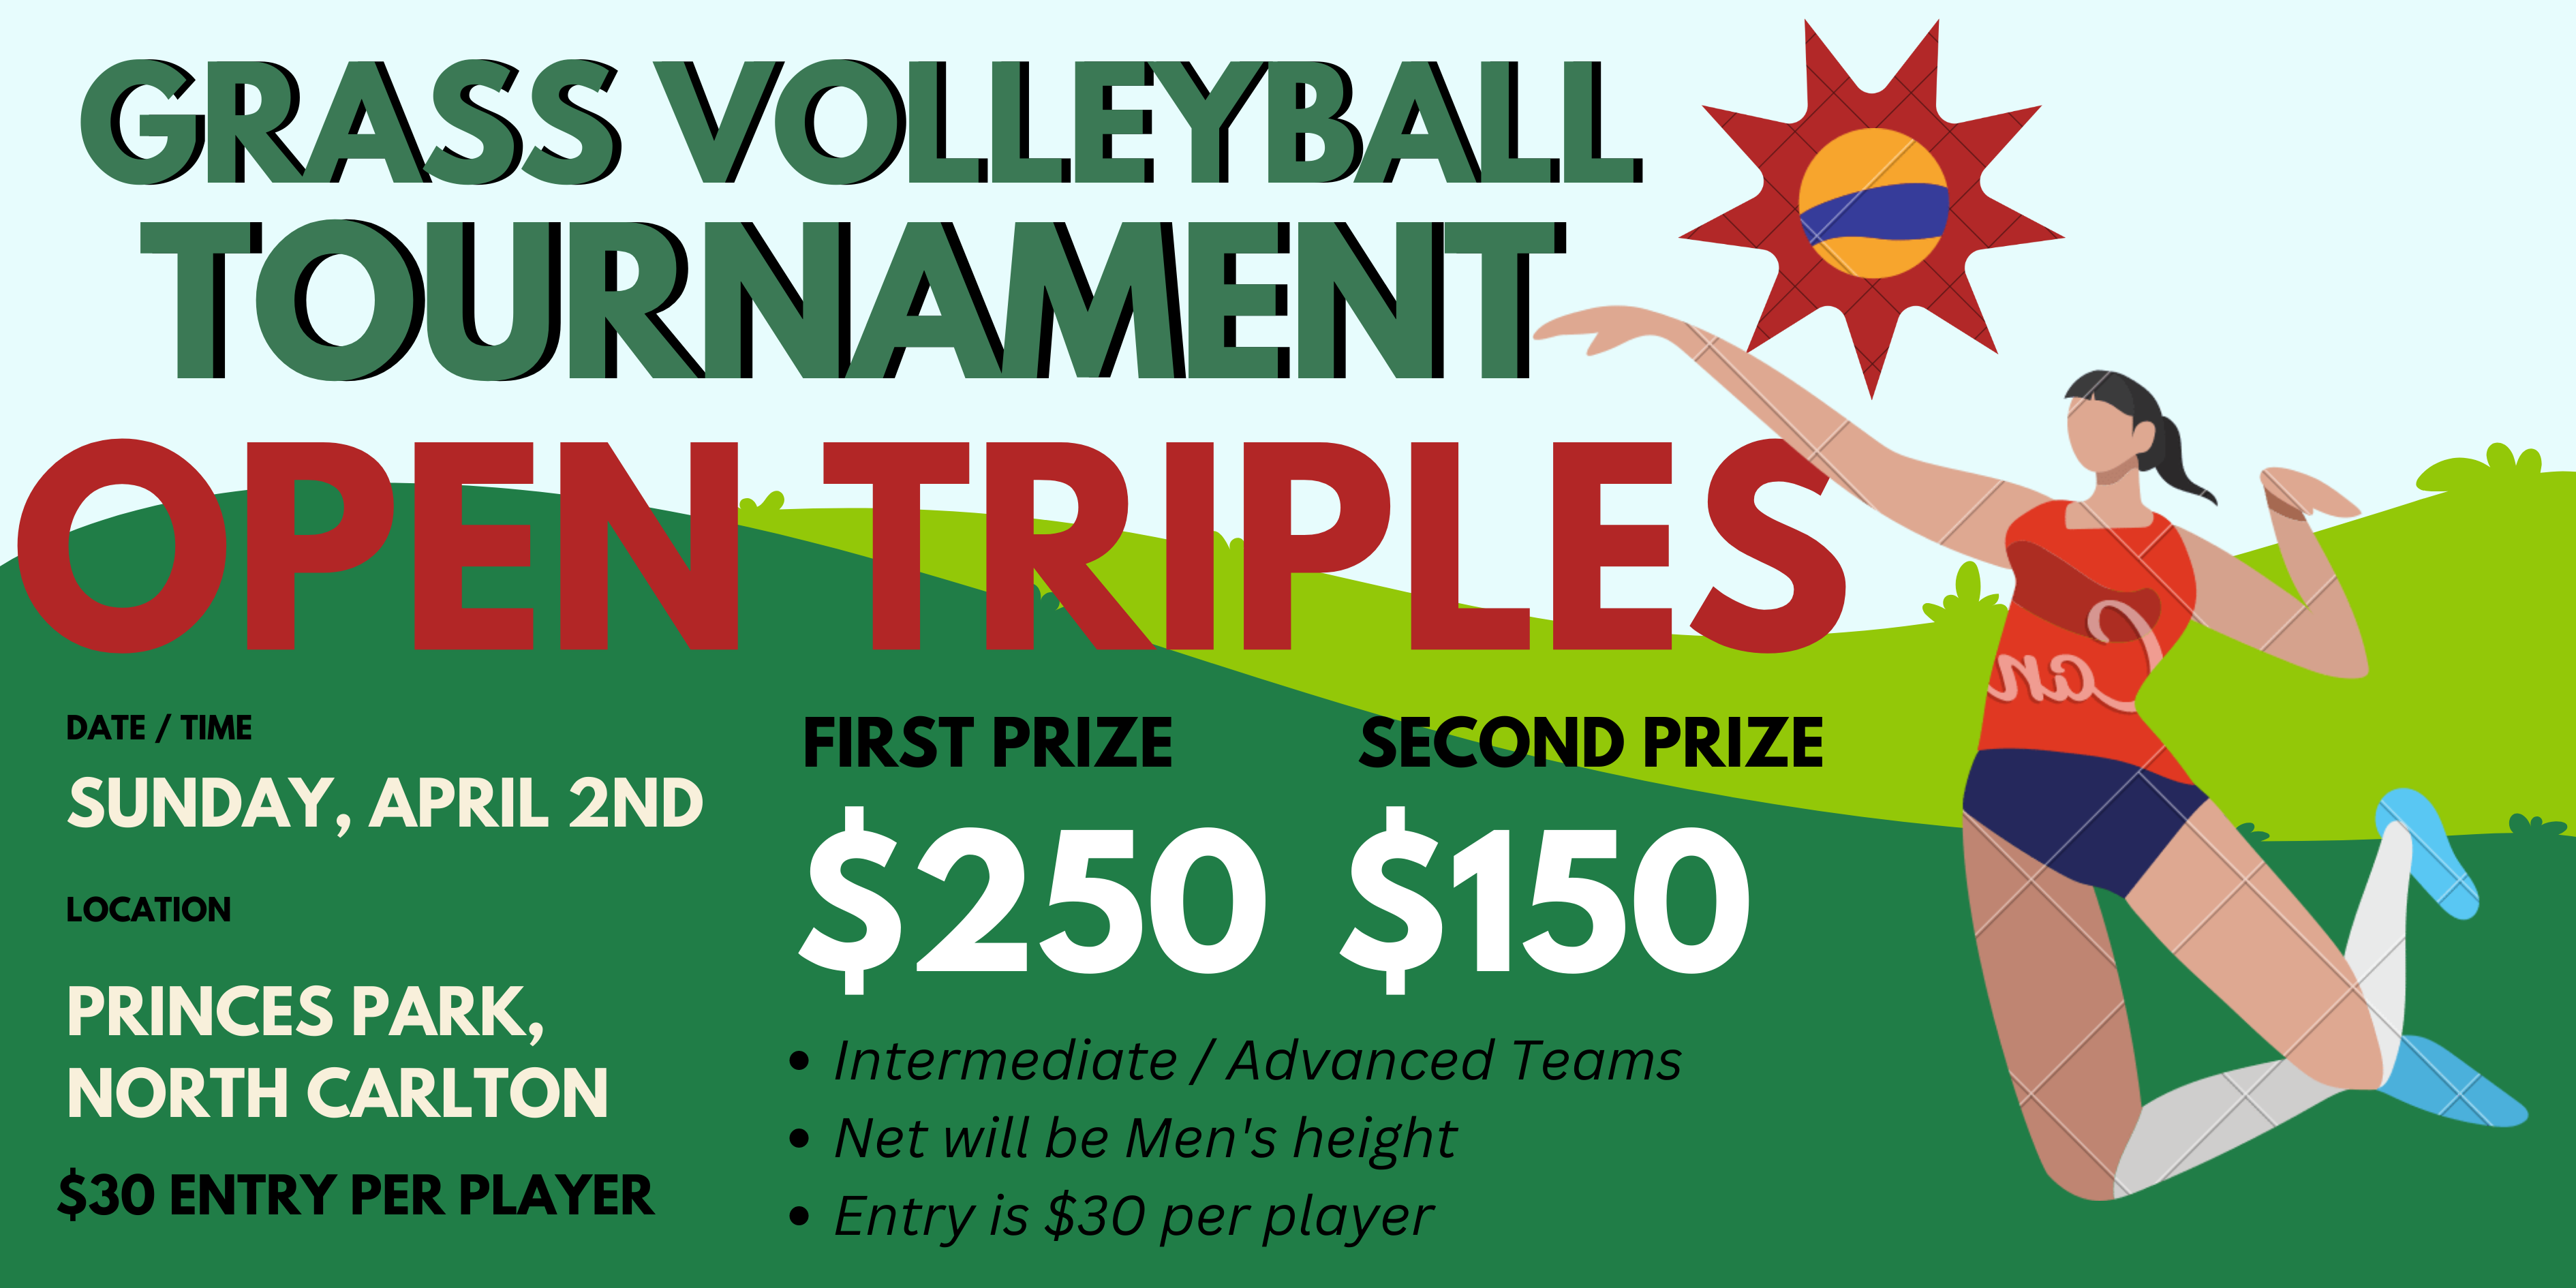 GRASS VOLLEYBALL
TOURNAMENT
OPEN TRIPLES
DATE / TIME
SUNDAY, APRIL 2ND
LOCATION
PRINCES PARK,
NORTH CARLTON
$30 ENTRY PER PLAYER
FIRST PRIZE
$250
SECOND PRIZE
$150
• Intermediate / Advanced Teams
• Net will be Men's height
• Entry is $30 per player
Can